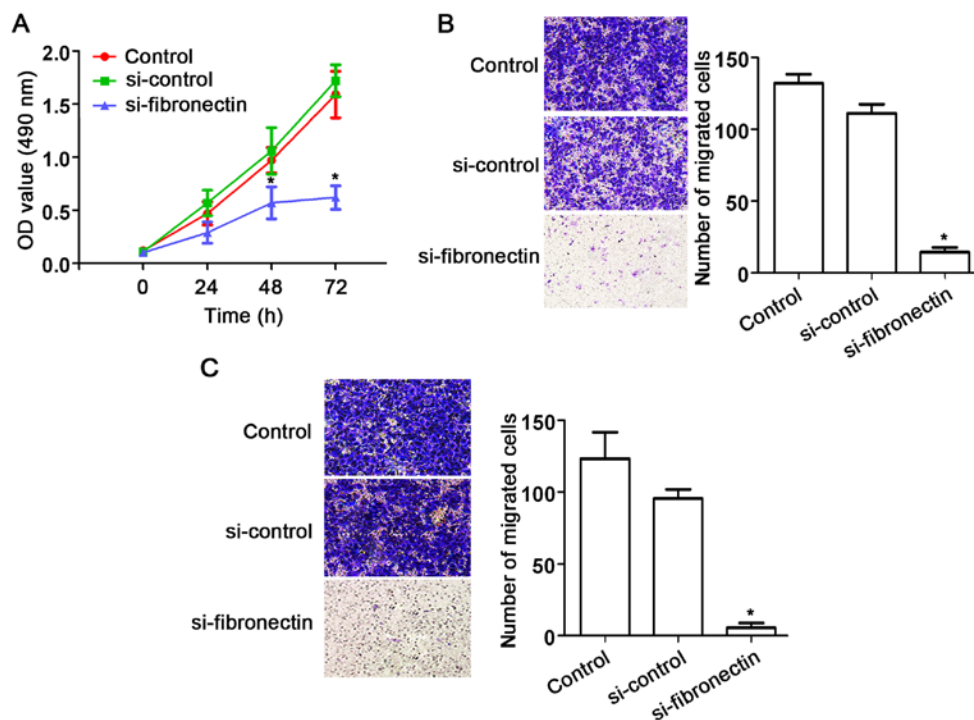 A
Control
si-control
si-fibronectin
2.0
1.5
1.0
0.5
0.0
OD value (490 nm)
*
*
0 24 48 72
Time (h)
B
Control
si-control
si-fibronectin
Number of migrated cells
150
100
50
0
*
Control
si-control
si-fibronectin
C
Control
si-control
si-fibronectin
Number of migrated cells
150
100
50
0
*
Control
si-control
si-fibronectin